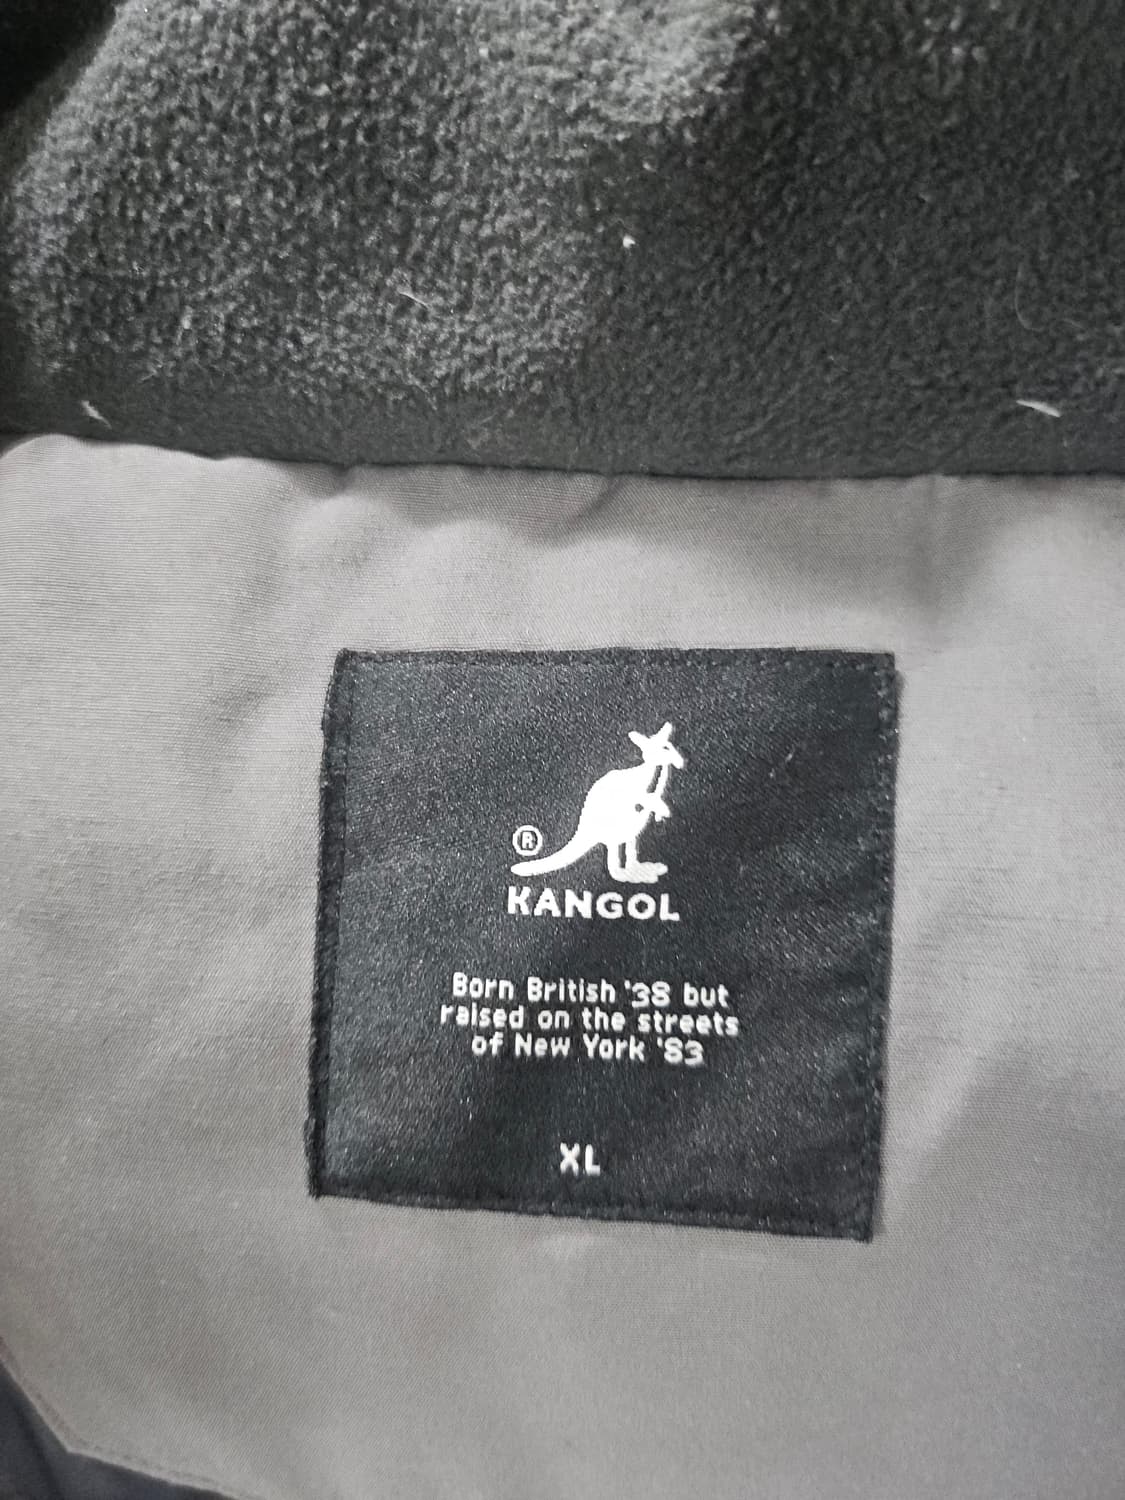 ®
KANGOL
Born British '38 but
raised on the streets
of New York '83
XL